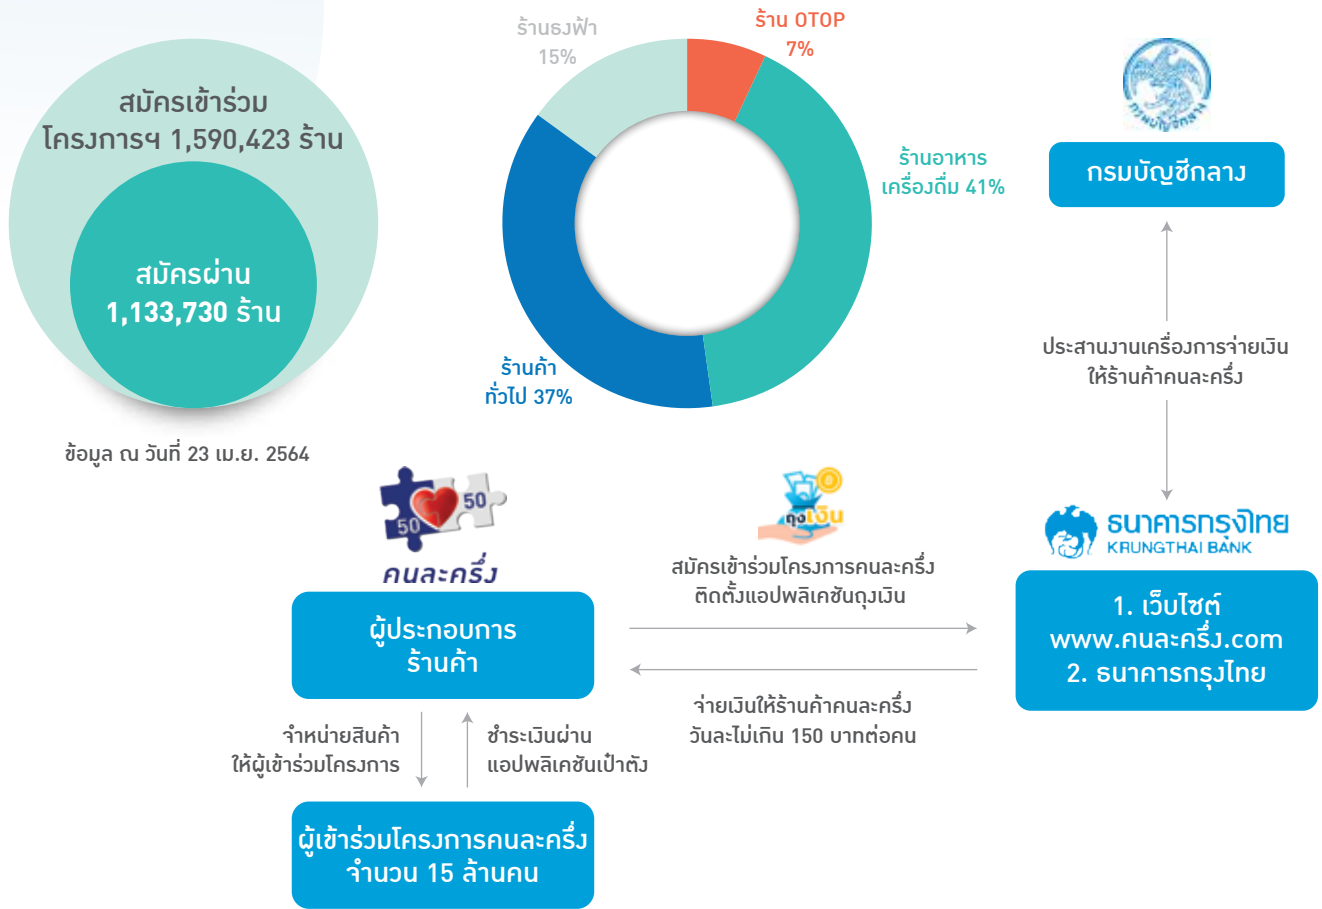 สมัครเข้าร่วม
โครงการฯ 1,590,423 ร้าน
สมัครผ่าน
1,133,730 ร้าน
ข้อมูล ณ วันที่ 23 เม.ย. 2564
ร้านธงฟ้า
15%
ร้าน OTOP
7%
ร้านอาหาร
เครื่องดื่ม 41%
ร้านค้า
ทั่วไป 37%
กรมบัญชีกลาง
กรมบัญชีกลาง
ประสานงานเครื่องการจ่ายเงิน
ให้ร้านค้าคนละครึ่ง
ธนาคารกรุงไทย
KRUNGTHAI BANK
1. เว็บไซต์
www.คนละครึ่ง.com
2. ธนาคารกรุงไทย
50
50
คนละครึ่ง
ผู้ประกอบการ
ร้านค้า
ถุงเงิน
สมัครเข้าร่วมโครงการคนละครึ่ง
ติดตั้งแอปพลิเคชันถุงเงิน
จ่ายเงินให้ร้านค้าคนละครึ่ง
วันละไม่เกิน 150 บาทต่อคน
จำหน่ายสินค้า
ให้ผู้เข้าร่วมโครงการ
ชำระเงินผ่าน
แอปพลิเคชันเป๋าตัง
ผู้เข้าร่วมโครงการคนละครึ่ง
จำนวน 15 ล้านคน